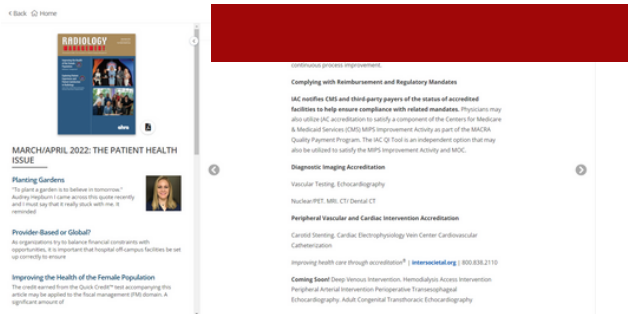 Back Home
RADIOLOGY
MANAGEMENT
ahra
MARCH/APRIL 2022: THE PATIENT HEALTH
ISSUE
Planting Gardens
"To plant a garden is to believe in tomorrow."
Audrey Hepburn I came across this quote recently
and I must say that it really stuck with me. It
reminded
Provider-Based or Global?
As organizations try to balance financial constraints with
opportunities, it is important that hospital off-campus facilities be set
up correctly to ensure
Improving the Health of the Female Population
The credit earned from the Quick Credit™ test accompanying this
article may be applied to the fiscal management (FM) domain. A
significant amount of
continuous process improvement.
Complying with Reimbursement and Regulatory Mandates
IAC notifies CMS and third-party payers of the status of accredited
facilities to help ensure compliance with related mandates. Physicians may
also utilize IAC accreditation to satisfy a component of the Centers for Medicare
& Medicaid Services (CMS) MIPS Improvement Activity as part of the MACRA
Quality Payment Program. The IAC QI Tool is an independent option that may
also be utilized to satisfy the MIPS Improvement Activity and MOC.
Diagnostic Imaging Accreditation
Vascular Testing. Echocardiography
Nuclear/PET. MRI. CT/ Dental CT
Peripheral Vascular and Cardiac Intervention Accreditation
Carotid Stenting. Cardiac Electrophysiology Vein Center Cardiovascular
Catheterization
improving health care through accreditation® | intersocietal.org | 800.838.2110
Coming Soon! Deep Venous Intervention. Hemodialysis Access Intervention
Peripheral Arterial Intervention Perioperative Transesophageal
Echocardiography. Adult Congenital Transthoracic Echocardiography